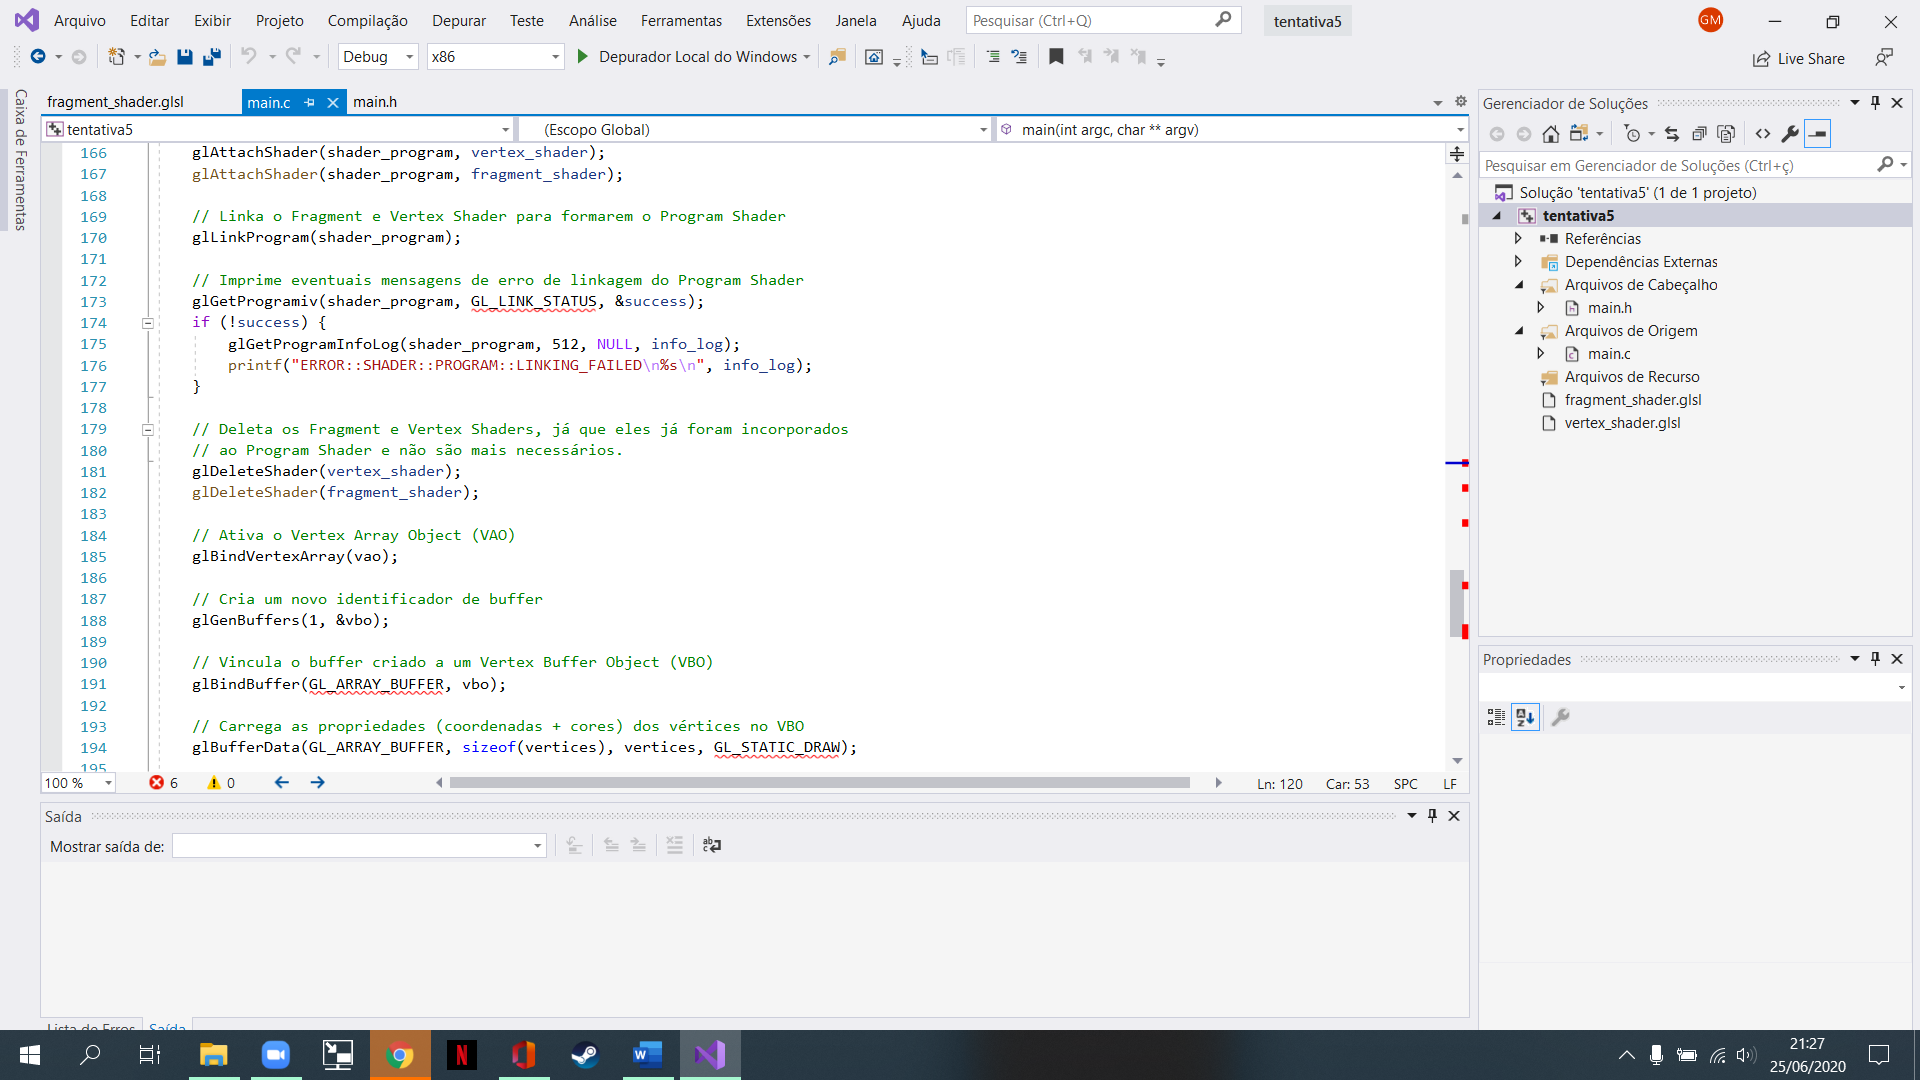 Arquivo Editar Exibir Projeto Compilação Depurar Teste Análise Ferramentas Extensões Janela Ajuda Pesquisar (Ctrl+Q) tentativa5 GM
Debug x86 Depurador Local do Windows Live Share
Caixa de Ferramentas
fragment_shader.glsl main.c main.h
tentativa5 (Escopo Global) main(int argc, char ** argv)
166 glAttachShader(shader_program, vertex_shader);
167 glAttachShader(shader_program, fragment_shader);
168
169 // Linka o Fragment e Vertex Shader para formarem o Program Shader
170 glLinkProgram(shader_program);
171
172 // Imprime eventuais mensagens de erro de linkagem do Program Shader
173 glGetProgramiv(shader_program, GL_LINK_STATUS, &success);
174 if (!success) {
175 glGetProgramInfoLog(shader_program, 512, NULL, info_log);
176 printf("ERROR::SHADER::PROGRAM::LINKING_FAILED\n%s\n", info_log);
177 }
178
179 // Deleta os Fragment e Vertex Shaders, já que eles já foram incorporados
180 // ao Program Shader e não são mais necessários.
181 glDeleteShader(vertex_shader);
182 glDeleteShader(fragment_shader);
183
184 // Ativa o Vertex Array Object (VAO)
185 glBindVertexArray(vao);
186
187 // Cria um novo identificador de buffer
188 glGenBuffers(1, &vbo);
189
190 // Vincula o buffer criado a um Vertex Buffer Object (VBO)
191 glBindBuffer(GL_ARRAY_BUFFER, vbo);
192
193 // Carrega as propriedades (coordenadas + cores) dos vértices no VBO
194 glBufferData(GL_ARRAY_BUFFER, sizeof(vertices), vertices, GL_STATIC_DRAW);
195
100 % 6 0 Ln: 120 Car: 53 SPC LF
Saída
Mostrar saída de:
Lista de Erros Saída
Gerenciador de Soluções
Pesquisar em Gerenciador de Soluções (Ctrl+ç)
Solução 'tentativa5' (1 de 1 projeto)
tentativa5
Referências
Dependências Externas
Arquivos de Cabeçalho
main.h
Arquivos de Origem
main.c
Arquivos de Recurso
fragment_shader.glsl
vertex_shader.glsl
Propriedades
21:27
25/06/2020